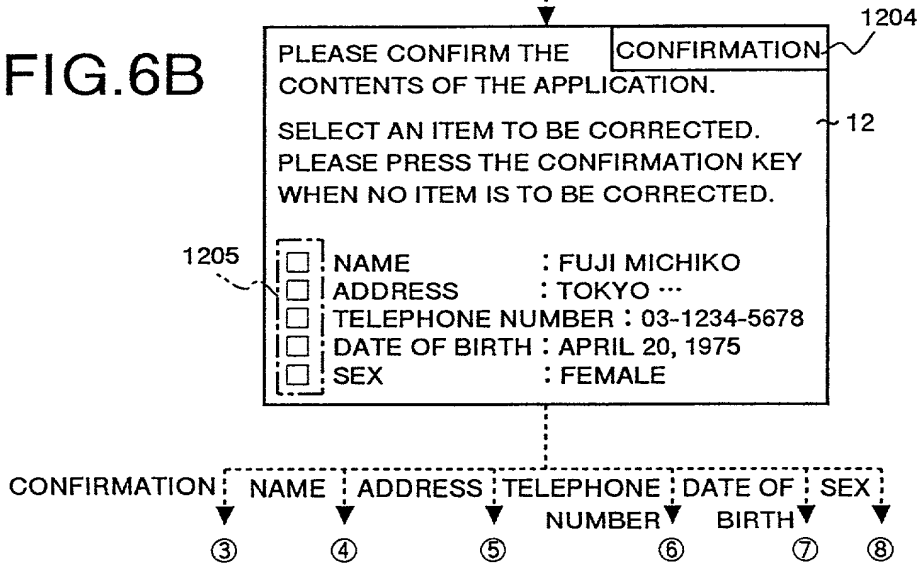 1204
FIG.6B
PLEASE CONFIRM THE CONFIRMATION
CONTENTS OF THE APPLICATION.
12
SELECT AN ITEM TO BE CORRECTED.
PLEASE PRESS THE CONFIRMATION KEY
WHEN NO ITEM IS TO BE CORRECTED.
1205
NAME : FUJI MICHIKO
ADDRESS : TOKYO ···
TELEPHONE NUMBER : 03-1234-5678
DATE OF BIRTH : APRIL 20, 1975
SEX : FEMALE
CONFIRMATION NAME ADDRESS TELEPHONE DATE OF SEX
NUMBER BIRTH
③ ④ ⑤ ⑥ ⑦ ⑧